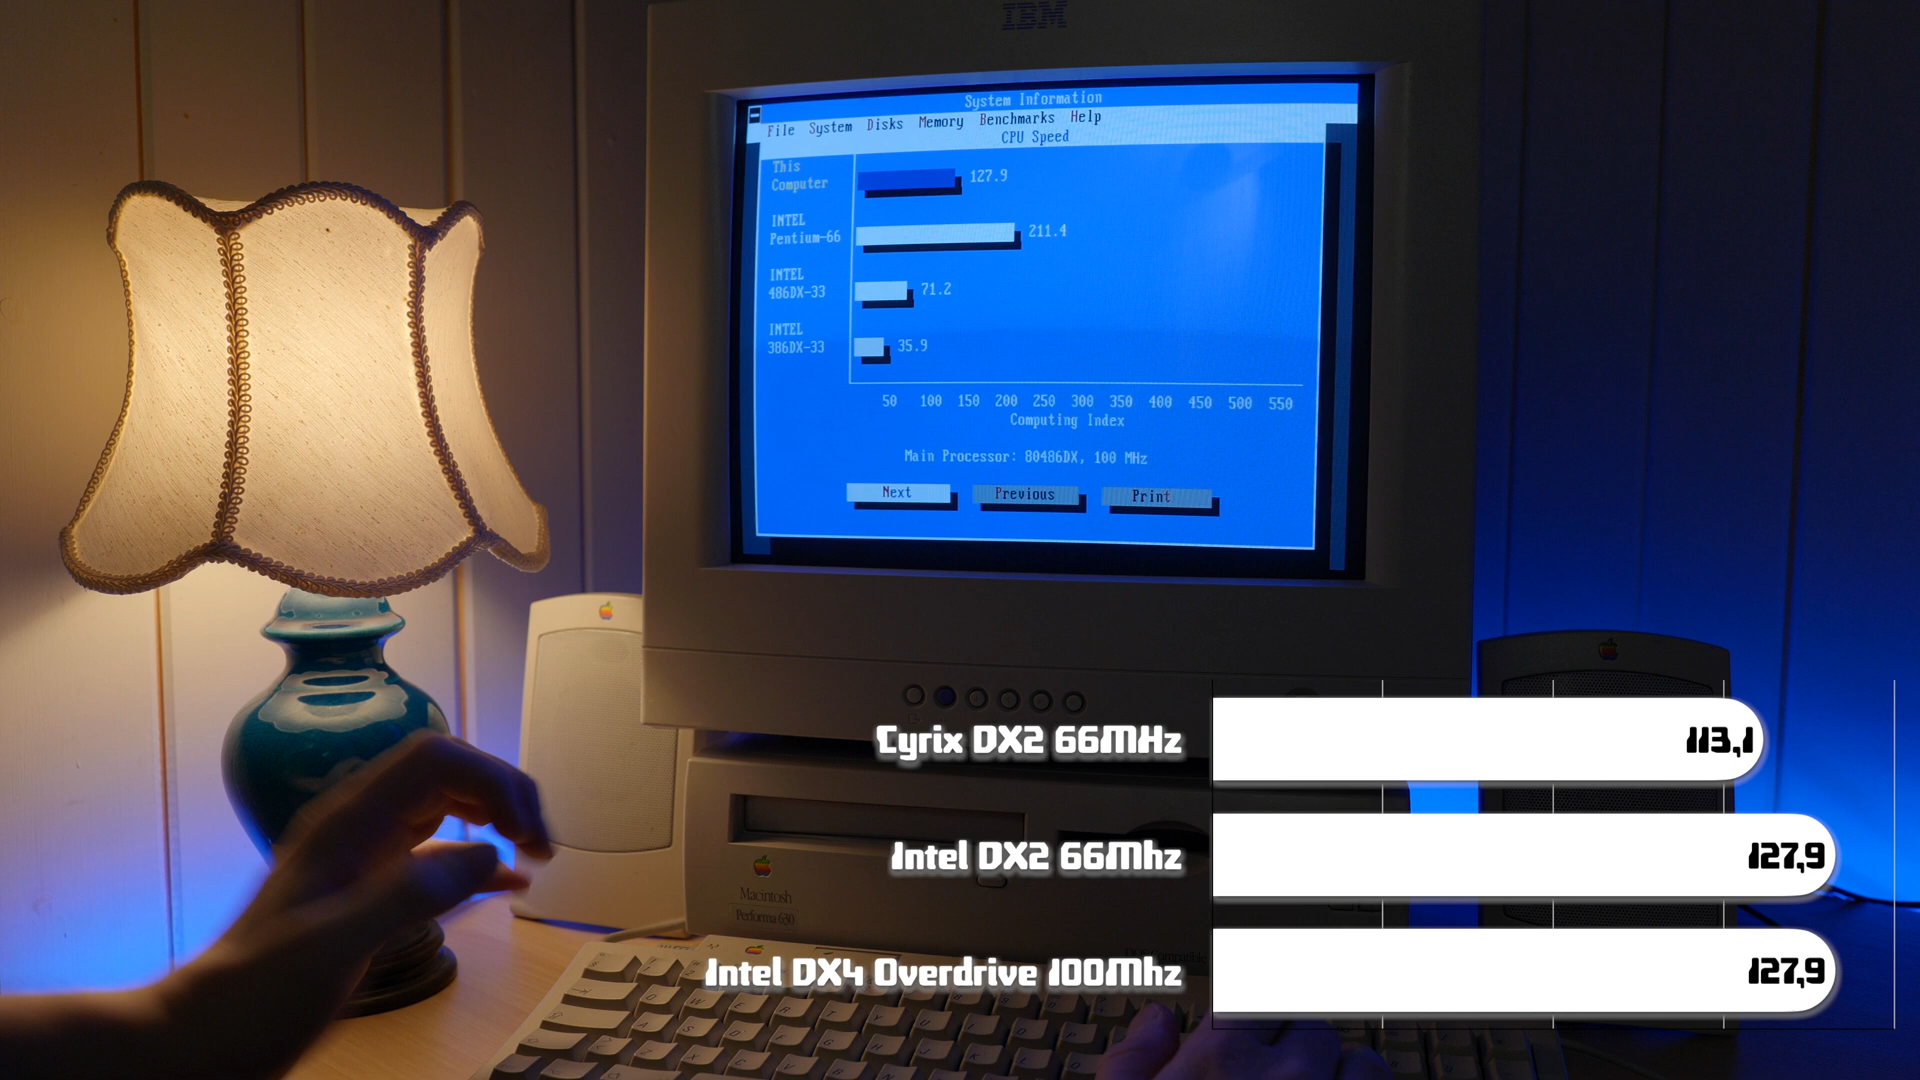 IBM
System Information
File System Disks Memory Benchmarks Help
CPU Speed
This
Computer
127.9
INTEL
Pentium-66
211.4
INTEL
486DX-33
71.2
INTEL
386DX-33
35.9
50 100 150 200 250 300 350 400 450 500 550
Computing Index
Main Processor: 80486DX, 100 MHz
Next Previous Print
Macintosh
Performa 630
Cyrix DX2 66MHz 113,1
Intel DX2 66Mhz 127,9
Intel DX4 Overdrive 100Mhz 127,9